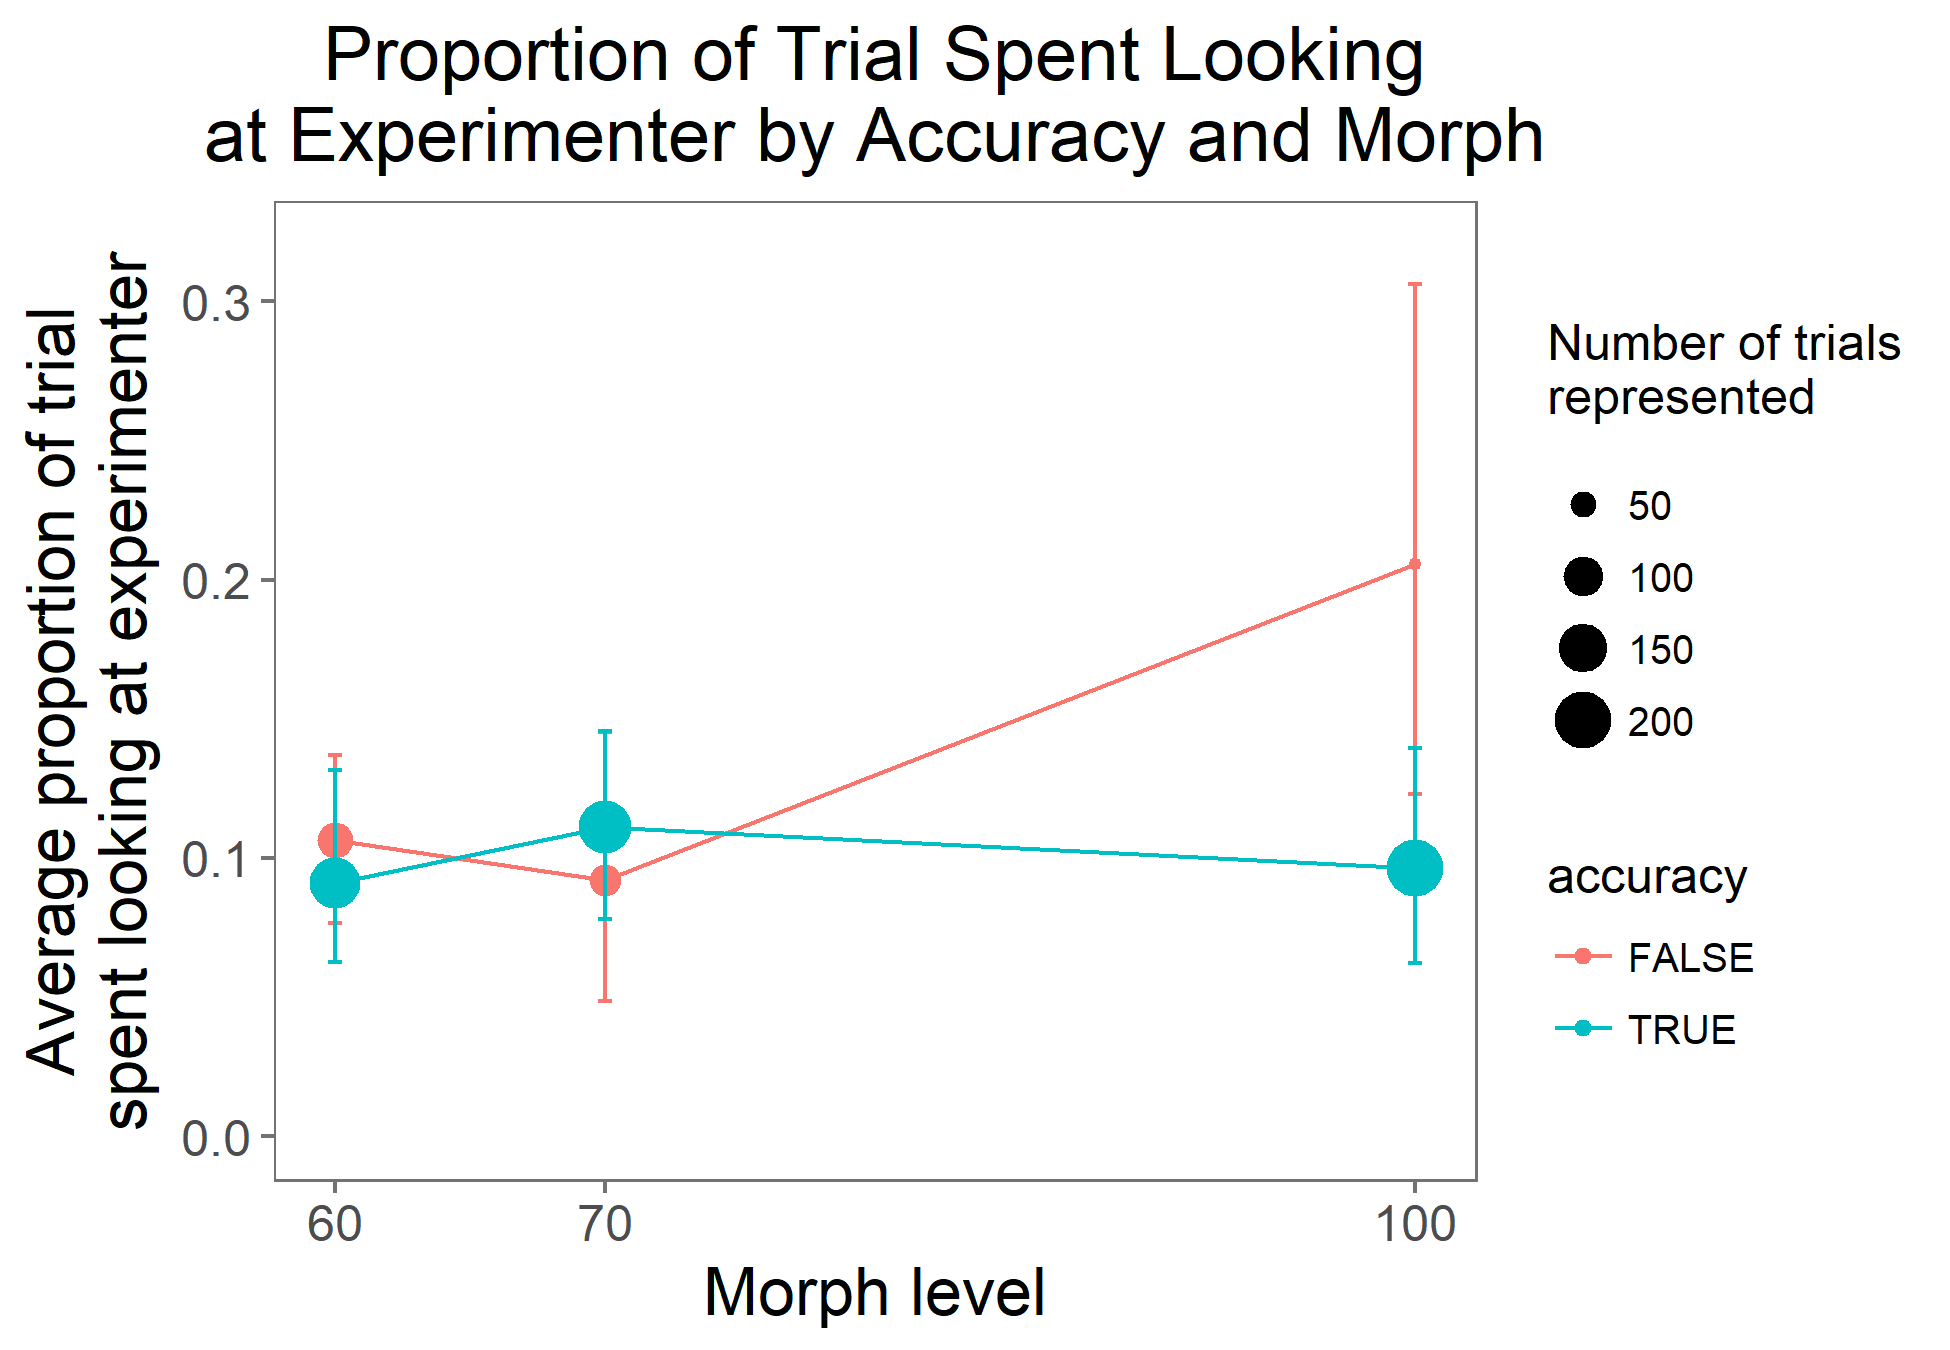 Proportion of Trial Spent Looking
at Experimenter by Accuracy and Morph
Average proportion of trial
spent looking at experimenter
0.3
0.2
0.1
0.0
60
70
100
Morph level
Number of trials
represented
50
100
150
200
accuracy
FALSE
TRUE